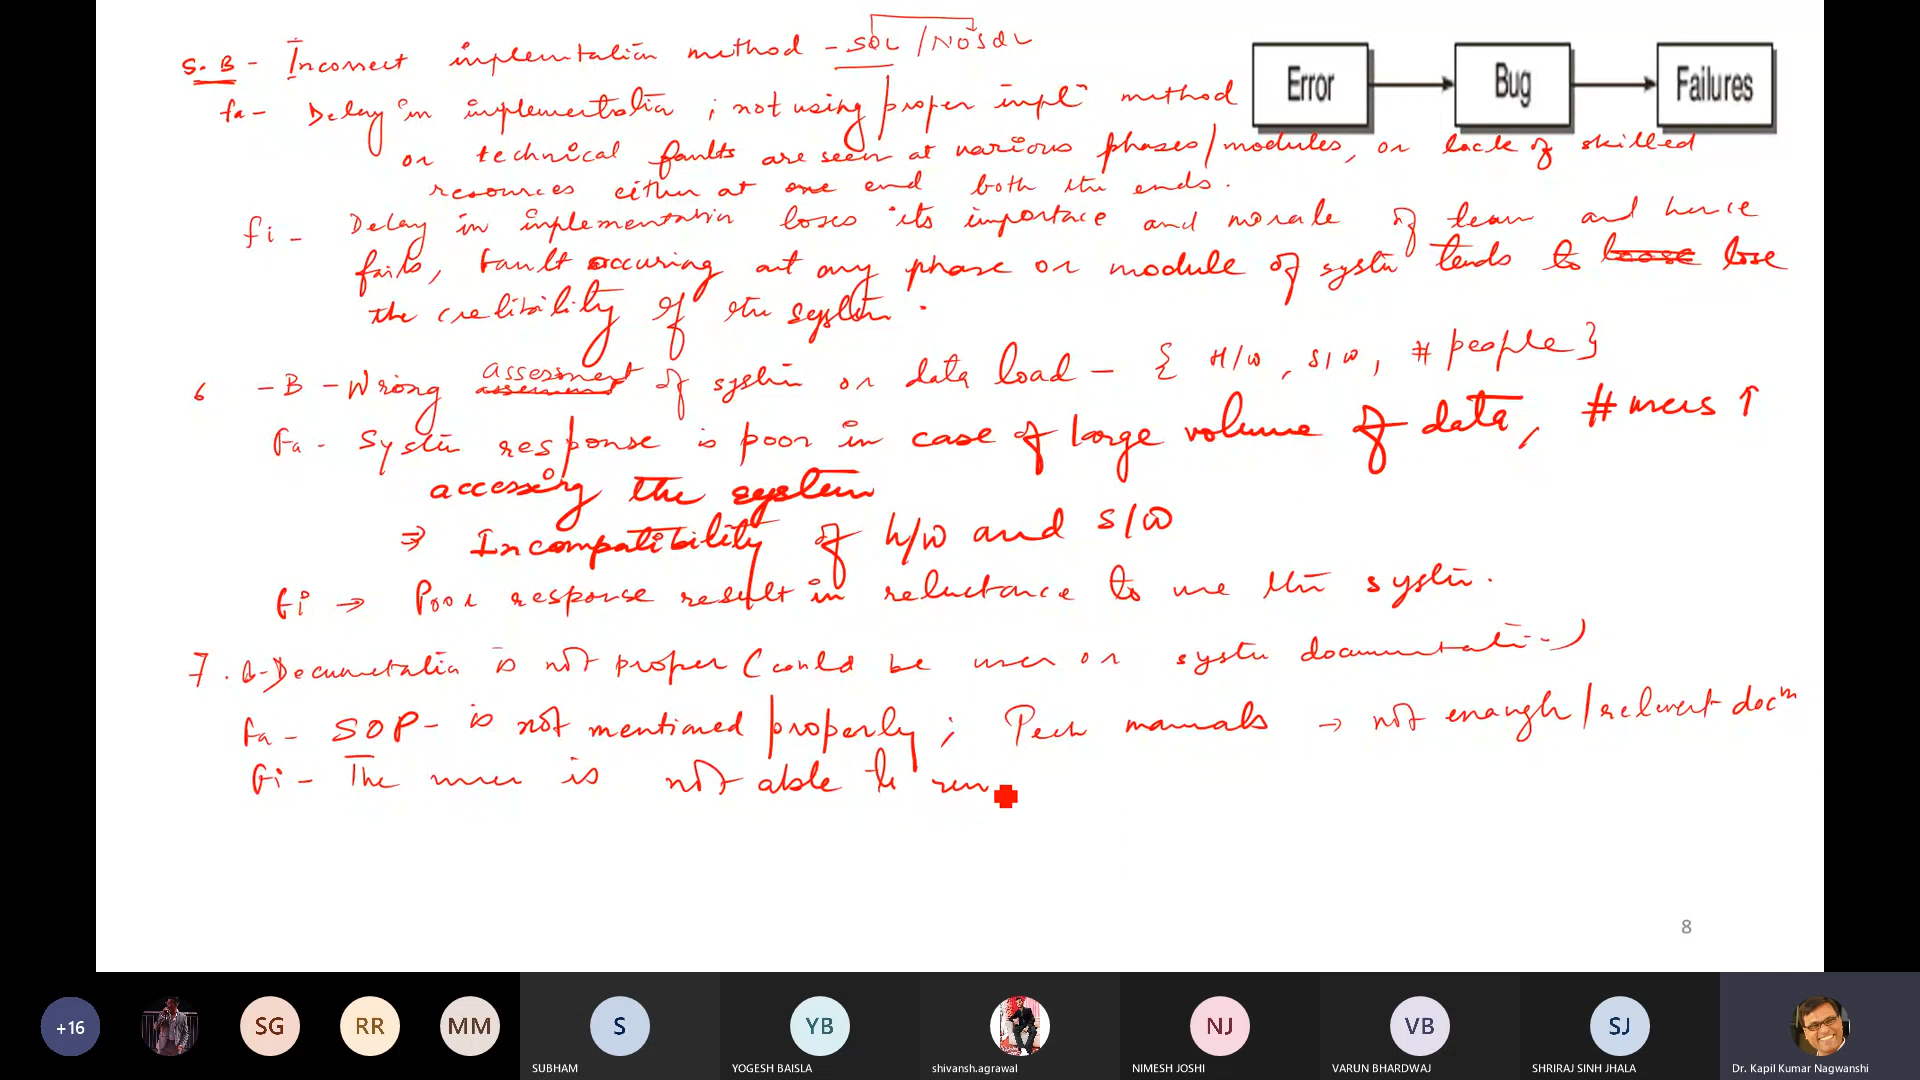 5. B - Incorrect implementation method - SQL / NOSQL
Error
Bug
Failures
fa - Delay in implementation ; not using proper impl^n method
or technical faults are seen at various phases/modules, or lack of skilled
resources either at one end both the ends.
fi - Delay in implementation loses its importance and morale of team and hence
fails, fault occuring at any phase or module of system tends to lose
the credibility of the system.
6 - B - Wrong assessment of system or data load - { H/W, S/W, # people }
Fa - System response is poor in case of large volume of data, # users ↑
accessing the system
⇒ Incompatibility of h/w and s/w
Fi → Poor response result in reluctance to use the system.
7. B - Documentation is not proper (could be user or system documentation)
fa - SOP - is not mentioned properly ; Tech manuals → not enough / relevent doc^m
Fi - The user is not able to run
8
+16
SG
RR
MM
S
YB
NJ
VB
SJ
SUBHAM
YOGESH BAISLA
shivansh.agrawal
NIMESH JOSHI
VARUN BHARDWAJ
SHRIRAJ SINH JHALA
Dr. Kapil Kumar Nagwanshi